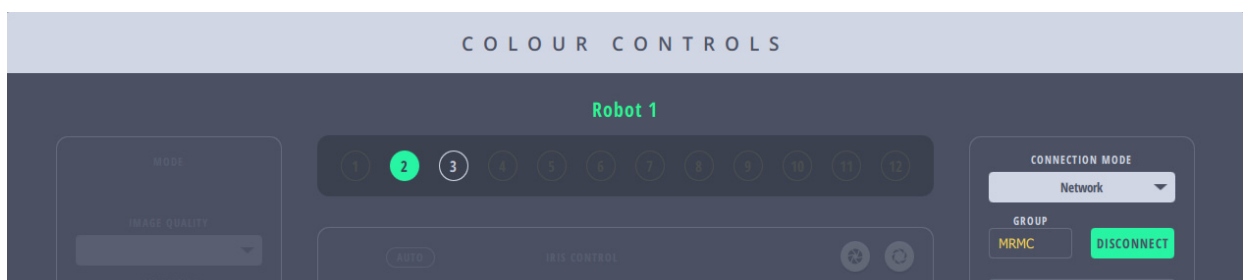 COLOUR CONTROLS
Robot 1
MODE
1 2 3 4 5 6 7 8 9 10 11 12
CONNECTION MODE
Network
IMAGE QUALITY
GROUP
MRMC DISCONNECT
AUTO IRIS CONTROL